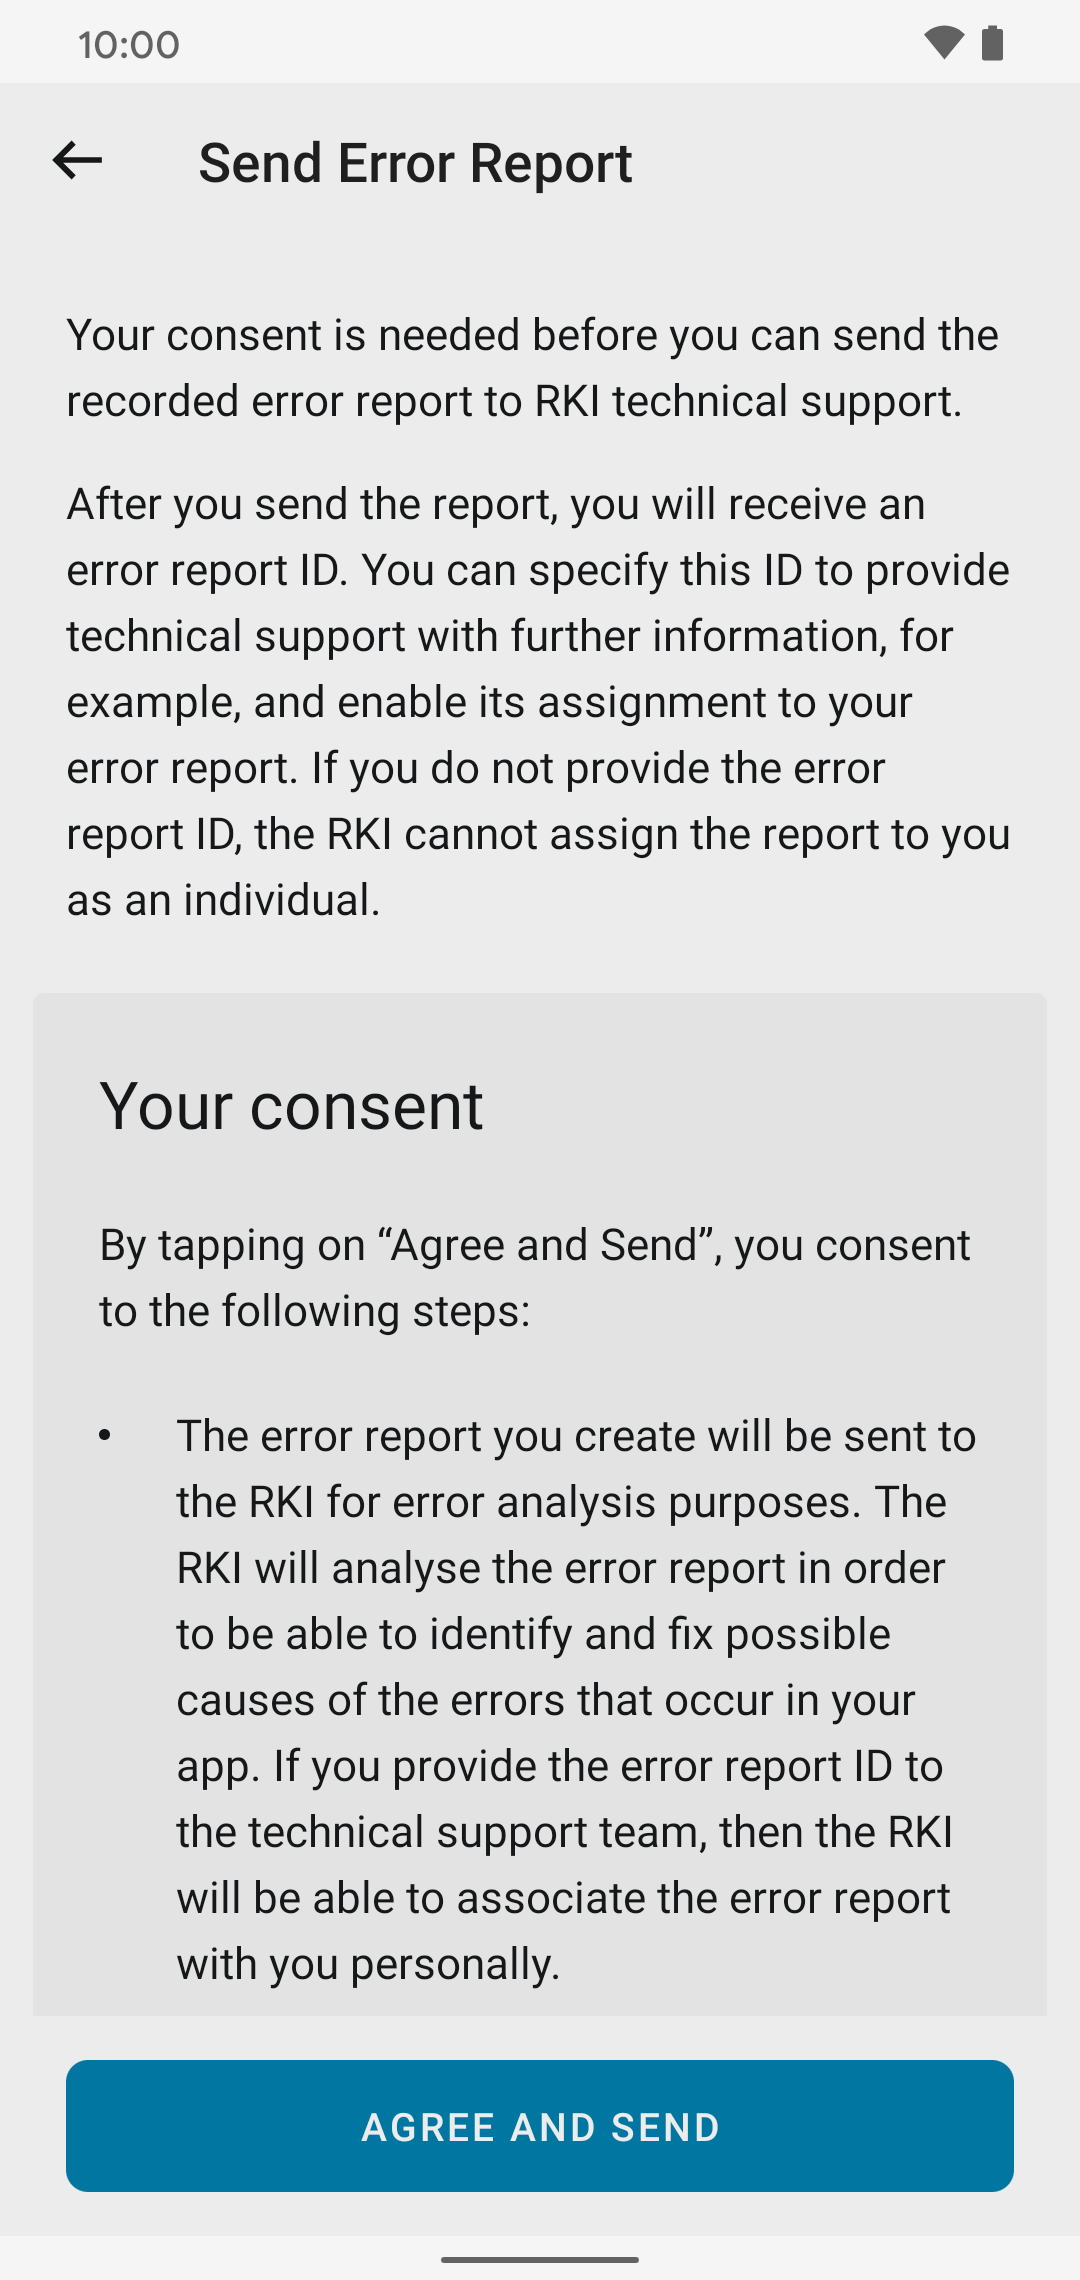 10:00
Send Error Report
Your consent is needed before you can send the
recorded error report to RKI technical support.
After you send the report, you will receive an
error report ID. You can specify this ID to provide
technical support with further information, for
example, and enable its assignment to your
error report. If you do not provide the error
report ID, the RKI cannot assign the report to you
as an individual.
Your consent
By tapping on “Agree and Send”, you consent
to the following steps:
• The error report you create will be sent to
the RKI for error analysis purposes. The
RKI will analyse the error report in order
to be able to identify and fix possible
causes of the errors that occur in your
app. If you provide the error report ID to
the technical support team, then the RKI
will be able to associate the error report
with you personally.
AGREE AND SEND